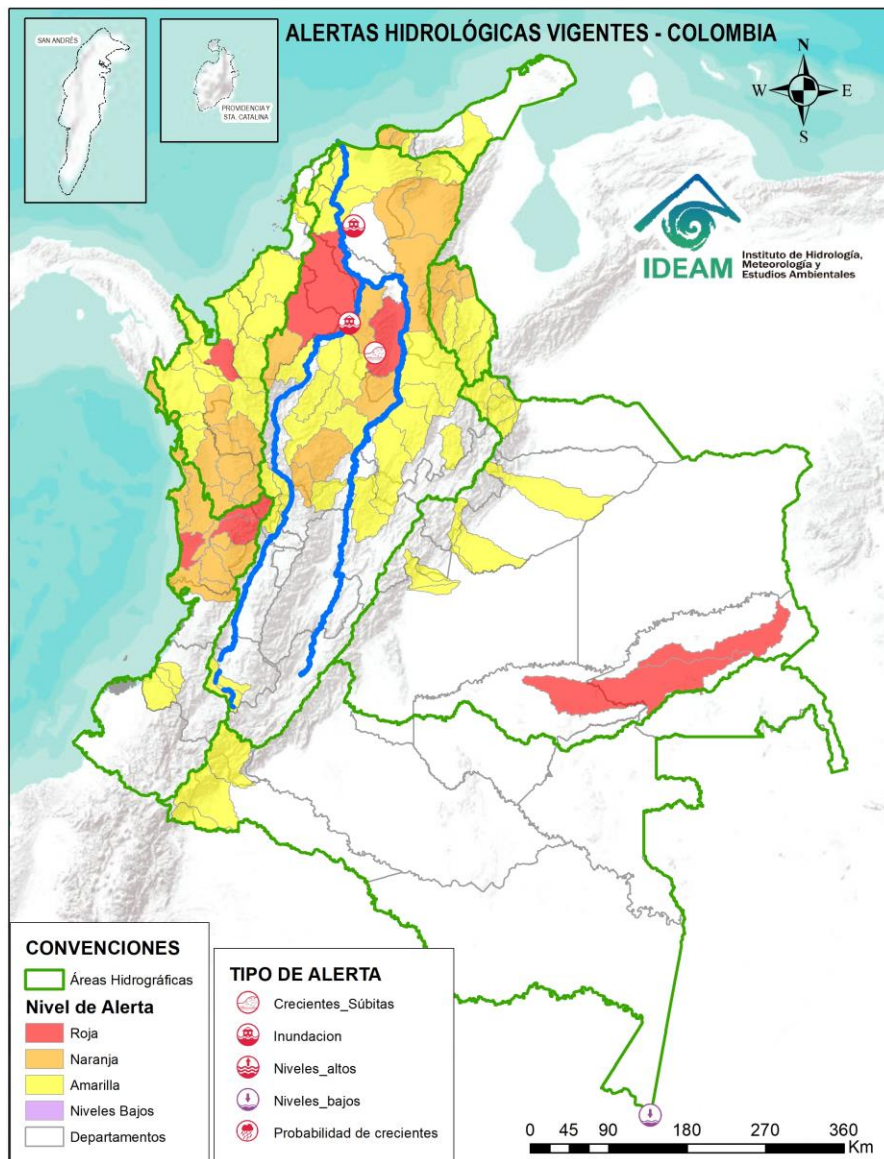 ALERTAS HIDROLÓGICAS VIGENTES - COLOMBIA
SAN ANDRÉS
PROVIDENCIA Y
STA. CATALINA
N
W
E
S
IDEAM
Instituto de Hidrología,
Meteorología y
Estudios Ambientales
CONVENCIONES
Áreas Hidrográficas
Nivel de Alerta
Roja
Naranja
Amarilla
Niveles Bajos
Departamentos
TIPO DE ALERTA
Crecientes_Súbitas
Inundacion
Niveles_altos
Niveles_bajos
Probabilidad de crecientes
0 45 90 180 270 360
Km